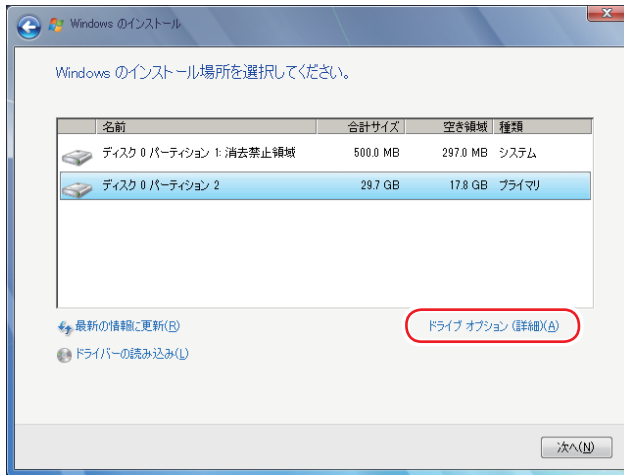 Windows のインストール
Windows のインストール場所を選択してください。
名前 合計サイズ 空き領域 種類
ディスク 0 パーティション 1: 消去禁止領域 500.0 MB 297.0 MB システム
ディスク 0 パーティション 2 29.7 GB 17.8 GB プライマリ
最新の情報に更新(R) ドライブ オプション (詳細)(A)
ドライバーの読み込み(L)
次へ(N)